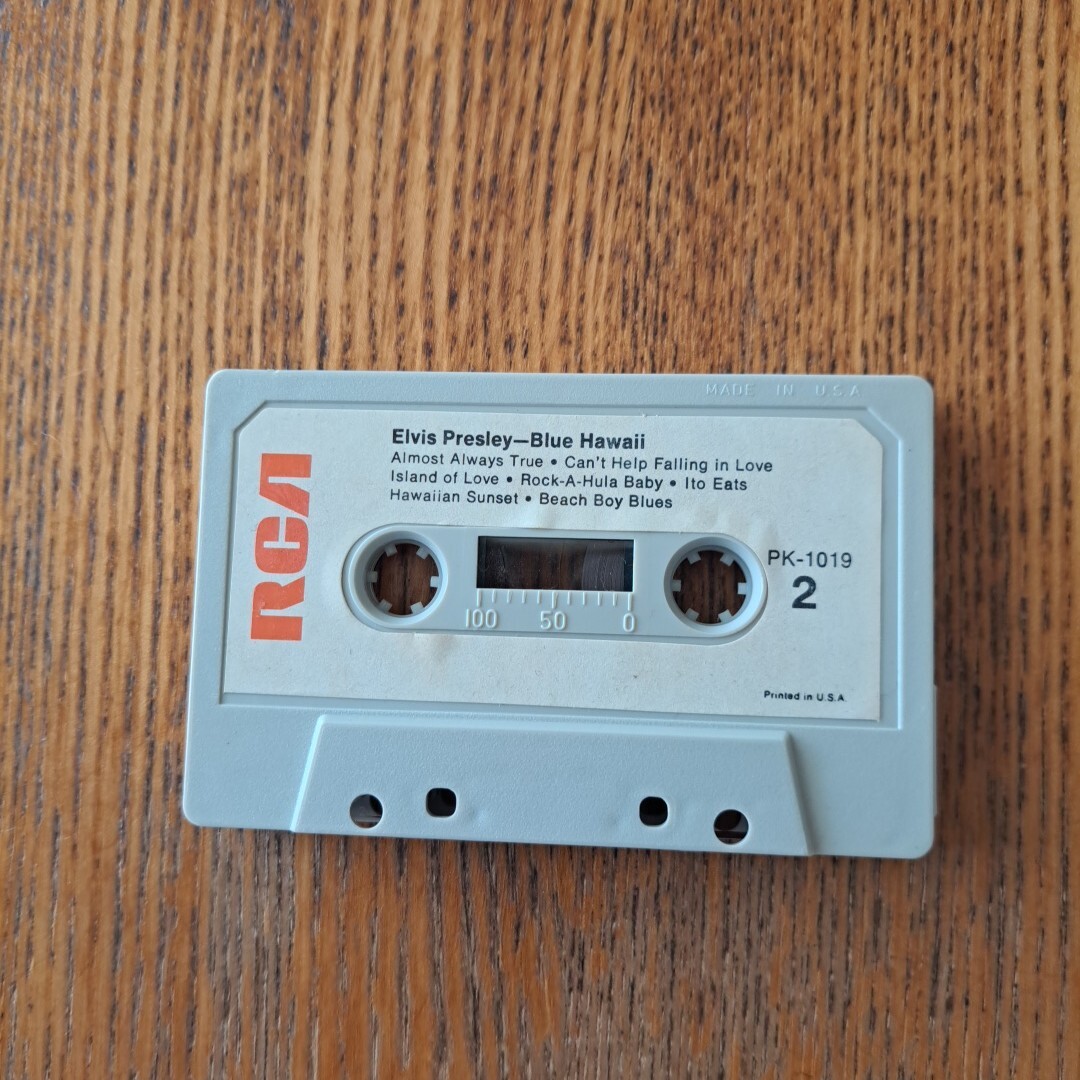 MADE IN U.S.A
RCA
Elvis Presley—Blue Hawaii
Almost Always True • Can't Help Falling in Love
Island of Love • Rock-A-Hula Baby • Ito Eats
Hawaiian Sunset • Beach Boy Blues
PK-1019
2
100 50 0
Printed in U.S.A.